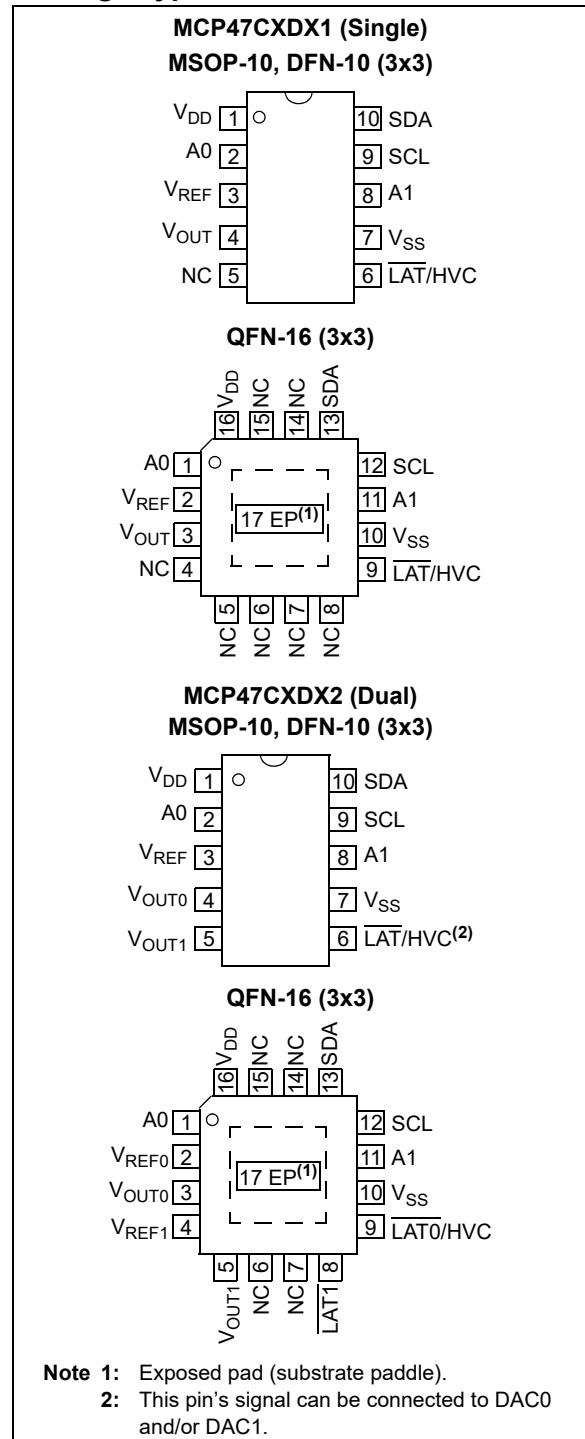 MCP47CXDX1 (Single)
MSOP-10, DFN-10 (3x3)
VDD 1 10 SDA
A0 2 9 SCL
VREF 3 8 A1
VOUT 4 7 VSS
NC 5 6 L̅A̅T̅/HVC
QFN-16 (3x3)
VDD NC NC SDA
16 15 14 13
A0 1 12 SCL
VREF 2 11 A1
17 EP(1)
VOUT 3 10 VSS
NC 4 9 L̅A̅T̅/HVC
5 6 7 8
NC NC NC NC
MCP47CXDX2 (Dual)
MSOP-10, DFN-10 (3x3)
VDD 1 10 SDA
A0 2 9 SCL
VREF 3 8 A1
VOUT0 4 7 VSS
VOUT1 5 6 L̅A̅T̅/HVC(2)
QFN-16 (3x3)
VDD NC NC SDA
16 15 14 13
A0 1 12 SCL
VREF0 2 11 A1
17 EP(1)
VOUT0 3 10 VSS
VREF1 4 9 L̅A̅T̅0̅/HVC
5 6 7 8
VOUT1 NC NC L̅A̅T̅1̅
Note 1: Exposed pad (substrate paddle).
2: This pin's signal can be connected to DAC0
and/or DAC1.